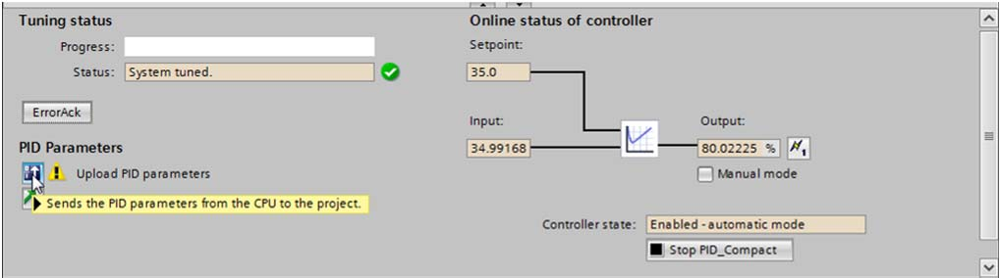 Tuning status
Progress:
Status: System tuned.
ErrorAck
PID Parameters
Upload PID parameters
Sends the PID parameters from the CPU to the project.
Online status of controller
Setpoint:
35.0
Input:
34.99168
Output:
80.02225 %
Manual mode
Controller state: Enabled - automatic mode
Stop PID_Compact